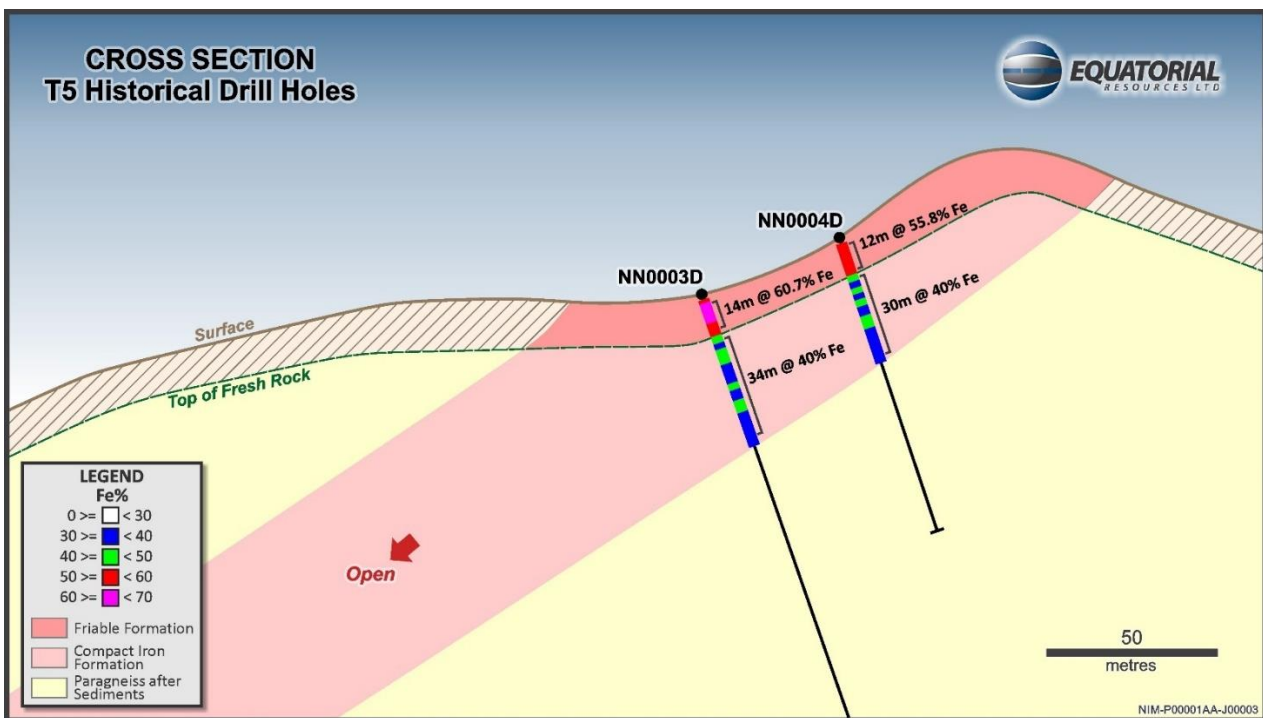 CROSS SECTION
T5 Historical Drill Holes
EQUATORIAL
RESOURCES LTD
NN0004D
12m @ 55.8% Fe
NN0003D
14m @ 60.7% Fe
30m @ 40% Fe
34m @ 40% Fe
Surface
Top of Fresh Rock
Open
LEGEND
Fe%
0 >= < 30
30 >= < 40
40 >= < 50
50 >= < 60
60 >= < 70
Friable Formation
Compact Iron
Formation
Paragneiss after
Sediments
50
metres
NIM-P00001AA-J00003